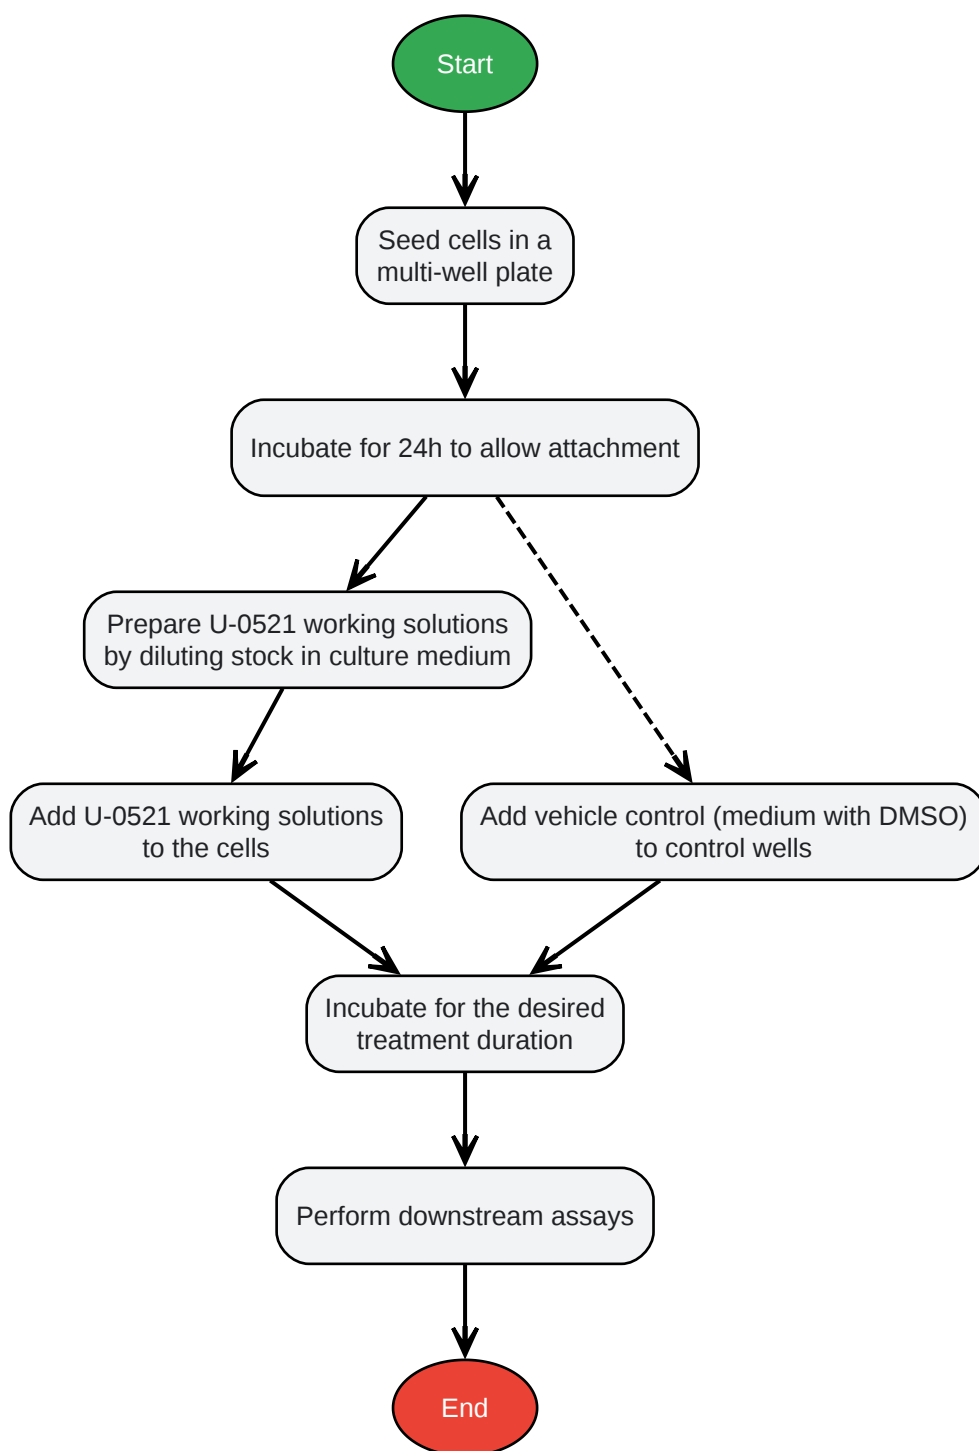 Start
Seed cells in a
multi-well plate
Incubate for 24h to allow attachment
Prepare U-0521 working solutions
by diluting stock in culture medium
Add U-0521 working solutions
to the cells
Add vehicle control (medium with DMSO)
to control wells
Incubate for the desired
treatment duration
Perform downstream assays
End